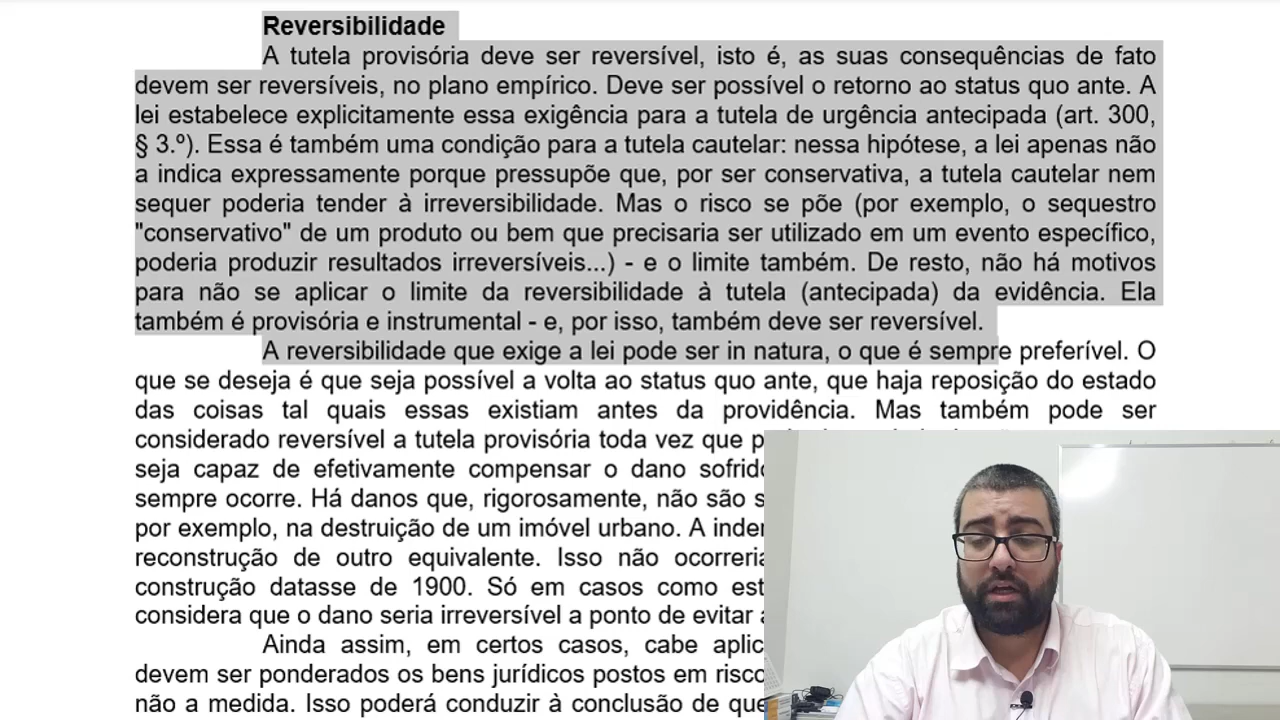 Reversibilidade
A tutela provisória deve ser reversível, isto é, as suas consequências de fato
devem ser reversíveis, no plano empírico. Deve ser possível o retorno ao status quo ante. A
lei estabelece explicitamente essa exigência para a tutela de urgência antecipada (art. 300,
§ 3.º). Essa é também uma condição para a tutela cautelar: nessa hipótese, a lei apenas não
a indica expressamente porque pressupõe que, por ser conservativa, a tutela cautelar nem
sequer poderia tender à irreversibilidade. Mas o risco se põe (por exemplo, o sequestro
"conservativo" de um produto ou bem que precisaria ser utilizado em um evento específico,
poderia produzir resultados irreversíveis...) - e o limite também. De resto, não há motivos
para não se aplicar o limite da reversibilidade à tutela (antecipada) da evidência. Ela
também é provisória e instrumental - e, por isso, também deve ser reversível.
A reversibilidade que exige a lei pode ser in natura, o que é sempre preferível. O
que se deseja é que seja possível a volta ao status quo ante, que haja reposição do estado
das coisas tal quais essas existiam antes da providência. Mas também pode ser
considerado reversível a tutela provisória toda vez que
seja capaz de efetivamente compensar o dano
sempre ocorre. Há danos que, rigorosamente, não são
por exemplo, na destruição de um imóvel urbano. A
reconstrução de outro equivalente. Isso não
construção datasse de 1900. Só em casos como
considera que o dano seria irreversível a ponto de evitar
Ainda assim, em certos casos, cabe
devem ser ponderados os bens jurídicos postos em
não a medida. Isso poderá conduzir à conclusão de